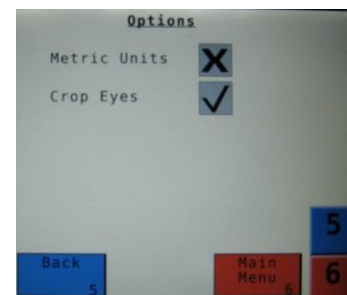 Options
Metric Units X
Crop Eyes ✓
5
Back
5
Main
Menu
6
6